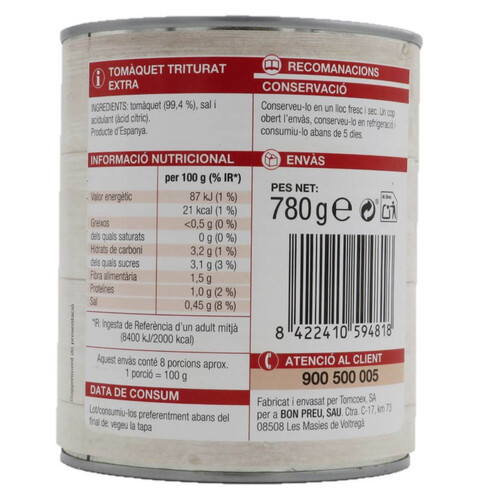 TOMÀQUET TRITURAT
EXTRA
INGREDIENTS: tomàquet (99,4 %), sal i
acidulant (àcid cítric).
Producte d'Espanya.
INFORMACIÓ NUTRICIONAL
per 100 g (% IR*)
Valor energètic 87 kJ (1 %)
21 kcal (1 %)
Greixos <0,5 g (0 %)
dels quals saturats 0 g (0 %)
Hidrats de carboni 3,2 g (1 %)
dels quals sucres 3,1 g (3 %)
Fibra alimentària 1,5 g
Proteïnes 1,0 g (2 %)
Sal 0,45 g (8 %)
*IR: Ingesta de Referència d'un adult mitjà
(8400 kJ/2000 kcal)
Aquest envàs conté 8 porcions aprox.
1 porció = 100 g
DATA DE CONSUM
Lot/consumiu-los preferentment abans del
final de: vegeu la tapa
RECOMANACIONS
CONSERVACIÓ
Conserveu-lo en un lloc fresc i sec. Un cop
obert l'envàs, conserveu-lo en refrigeració i
consumiu-lo abans de 5 dies.
ENVÀS
PES NET:
780 g e
8 422410 594818
ATENCIÓ AL CLIENT
900 500 005
Fabricat i envasat per Tomcoex, SA
per a BON PREU, SAU. Ctra. C-17, km 73
08508 Les Masies de Voltregà